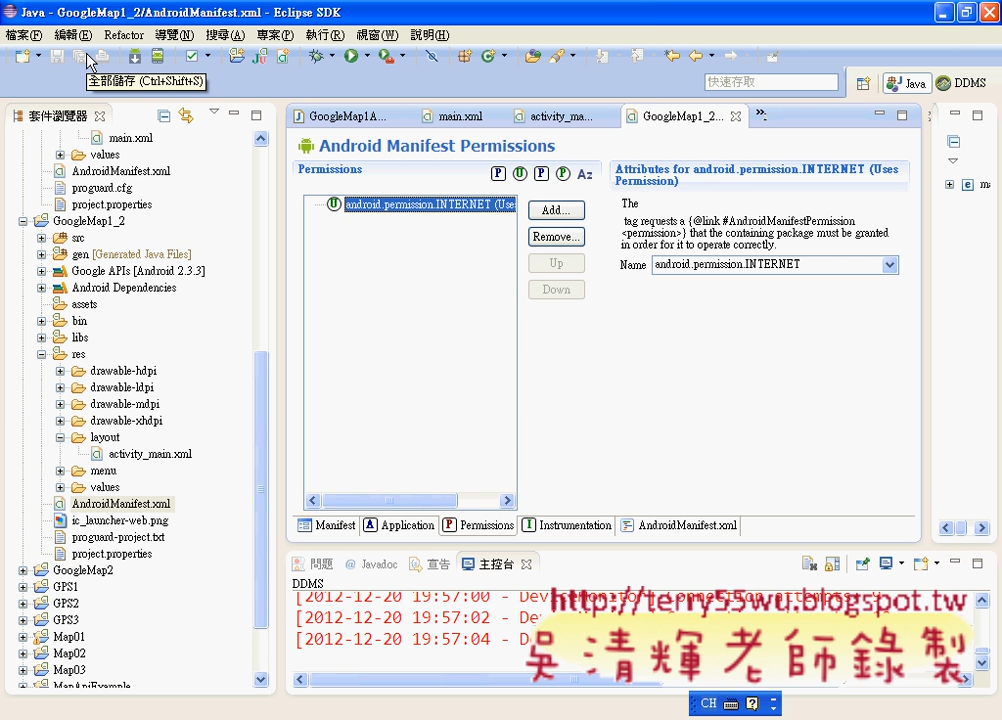 Java - GoogleMap1_2/AndroidManifest.xml - Eclipse SDK
檔案(F) 編輯(E) Refactor 導覽(N) 搜尋(A) 專案(P) 執行(R) 視窗(W) 說明(H)
全部儲存 (Ctrl+Shift+S)
快速存取
Java
DDMS
套件瀏覽器
main.xml
values
AndroidManifest.xml
proguard.cfg
project.properties
GoogleMap1_2
src
gen [Generated Java Files]
Google APIs [Android 2.3.3]
Android Dependencies
assets
bin
libs
res
drawable-hdpi
drawable-ldpi
drawable-mdpi
drawable-xhdpi
layout
activity_main.xml
menu
values
AndroidManifest.xml
ic_launcher-web.png
proguard-project.txt
project.properties
GoogleMap2
GPS1
GPS2
GPS3
Map01
Map02
Map03
MapApiExample
GoogleMap1A...
main.xml
activity_ma...
GoogleMap1_2...
Android Manifest Permissions
Permissions
P U P P Az
U android.permission.INTERNET (Uses
Add...
Remove...
Up
Down
Attributes for android.permission.INTERNET (Uses
Permission)
The
tag requests a {@link #AndroidManifestPermission
<permission>} that the containing package must be granted
in order for it to operate correctly.
Name android.permission.INTERNET
Manifest A Application P Permissions I Instrumentation AndroidManifest.xml
問題 @ Javadoc 宣告 主控台
DDMS
[2012-12-20 19:57:00 - DeviceMonitor] Connection attempts: 9
[2012-12-20 19:57:02 -
[2012-12-20 19:57:04 -
http://terry55wu.blogspot.tw
吳清輝老師錄製
CH